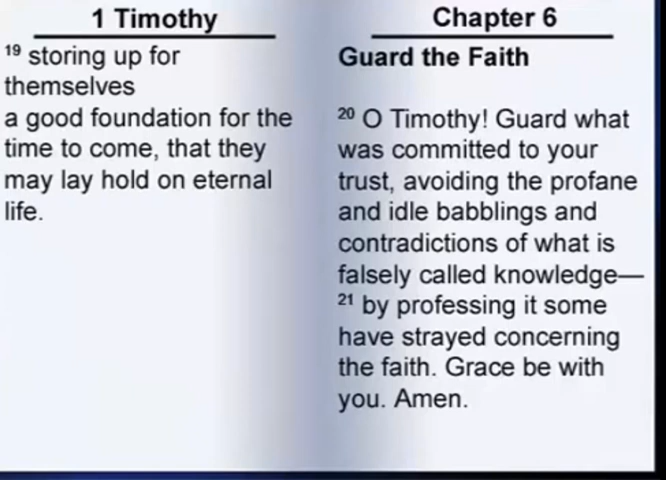 1 Timothy
19 storing up for
themselves
a good foundation for the
time to come, that they
may lay hold on eternal
life.
Chapter 6
Guard the Faith
20 O Timothy! Guard what
was committed to your
trust, avoiding the profane
and idle babblings and
contradictions of what is
falsely called knowledge—
21 by professing it some
have strayed concerning
the faith. Grace be with
you. Amen.